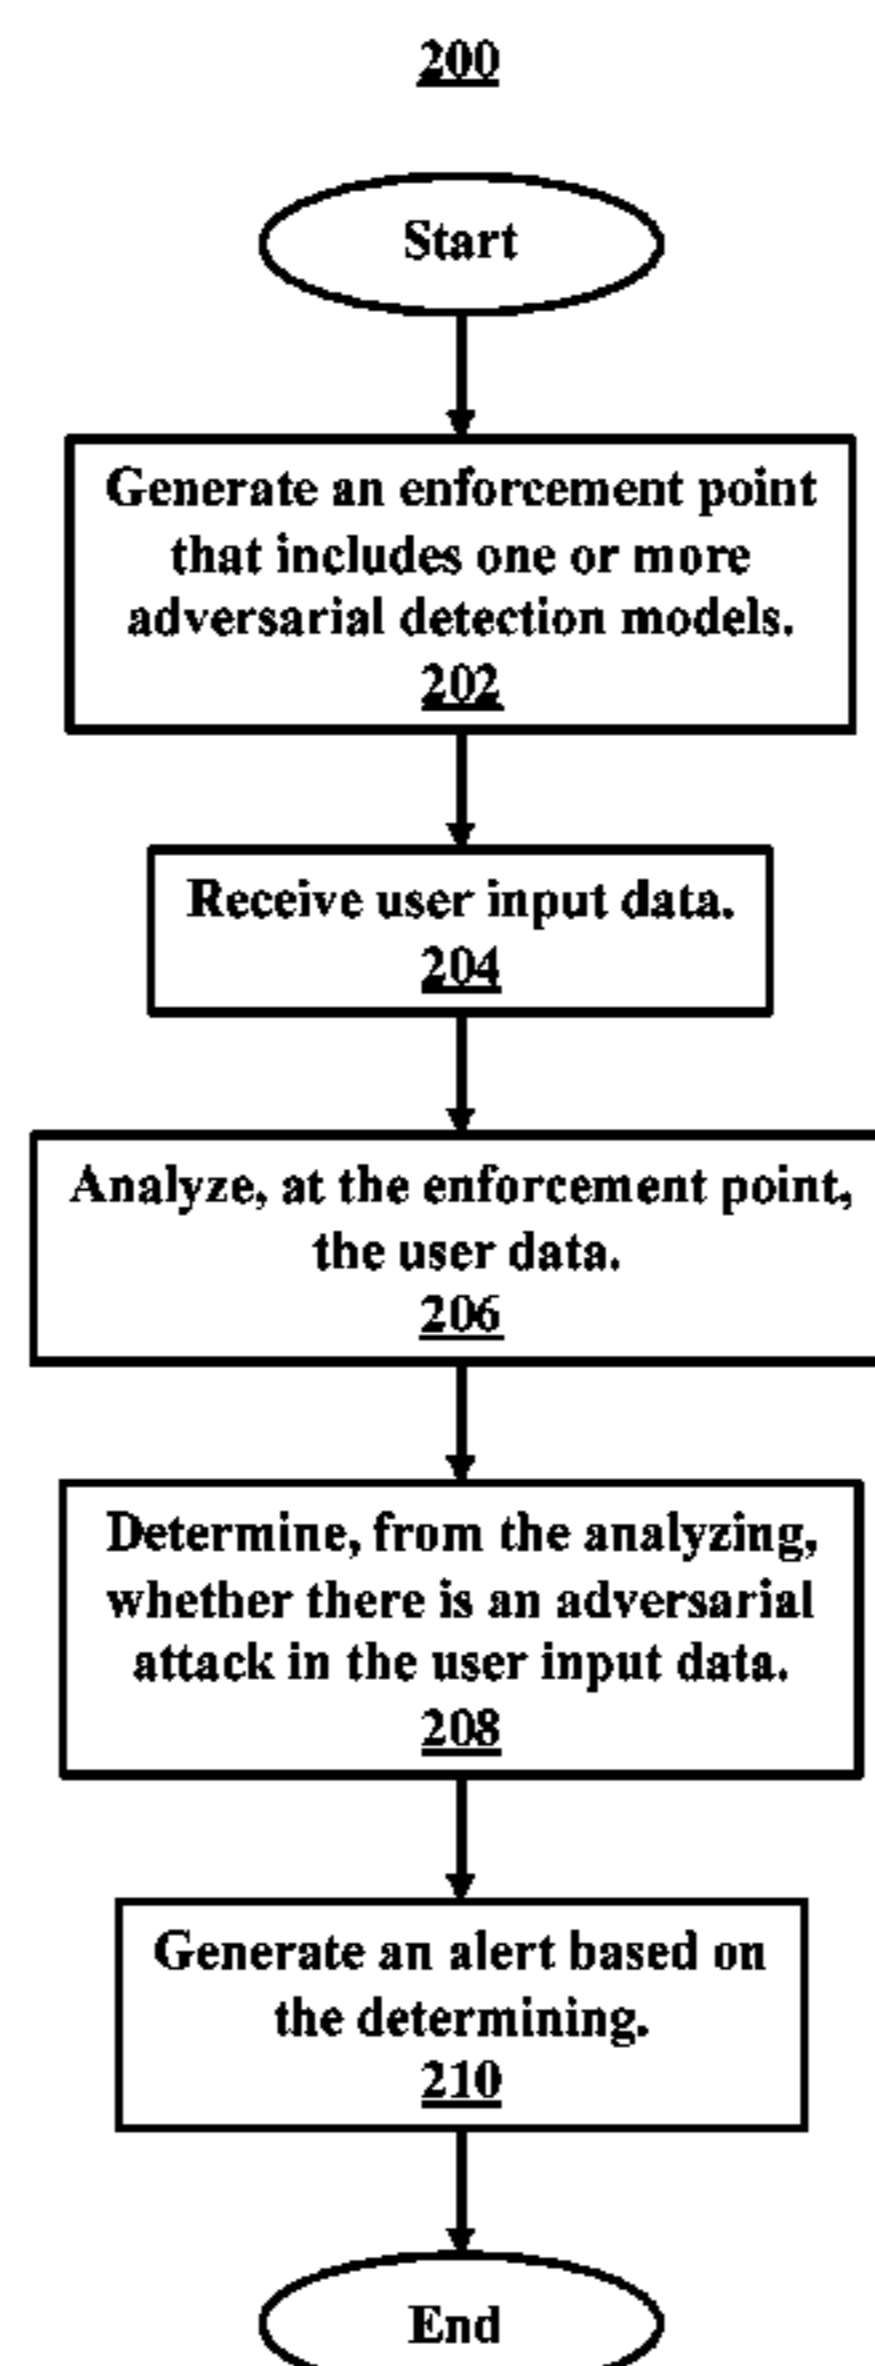 200
Start
Generate an enforcement point
that includes one or more
adversarial detection models.
202
Receive user input data.
204
Analyze, at the enforcement point,
the user data.
206
Determine, from the analyzing,
whether there is an adversarial
attack in the user input data.
208
Generate an alert based on
the determining.
210
End